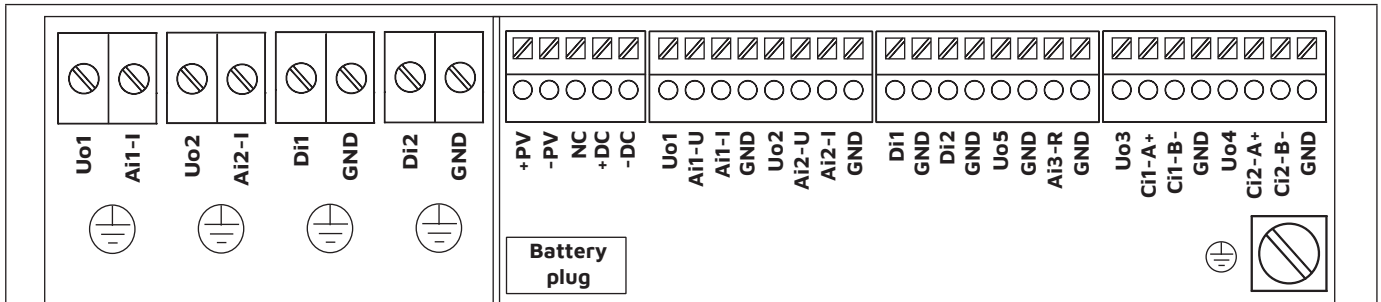 Uo1 Ai1-I Uo2 Ai2-I Di1 GND Di2 GND
+PV -PV NC +DC -DC
Uo1 Ai1-U Ai1-I GND Uo2 Ai2-U Ai2-I GND
Di1 GND Di2 GND Uo5 GND Ai3-R GND
Uo3 Ci1-A+ Ci1-B- GND Uo4 Ci2-A+ Ci2-B- GND
Battery
plug